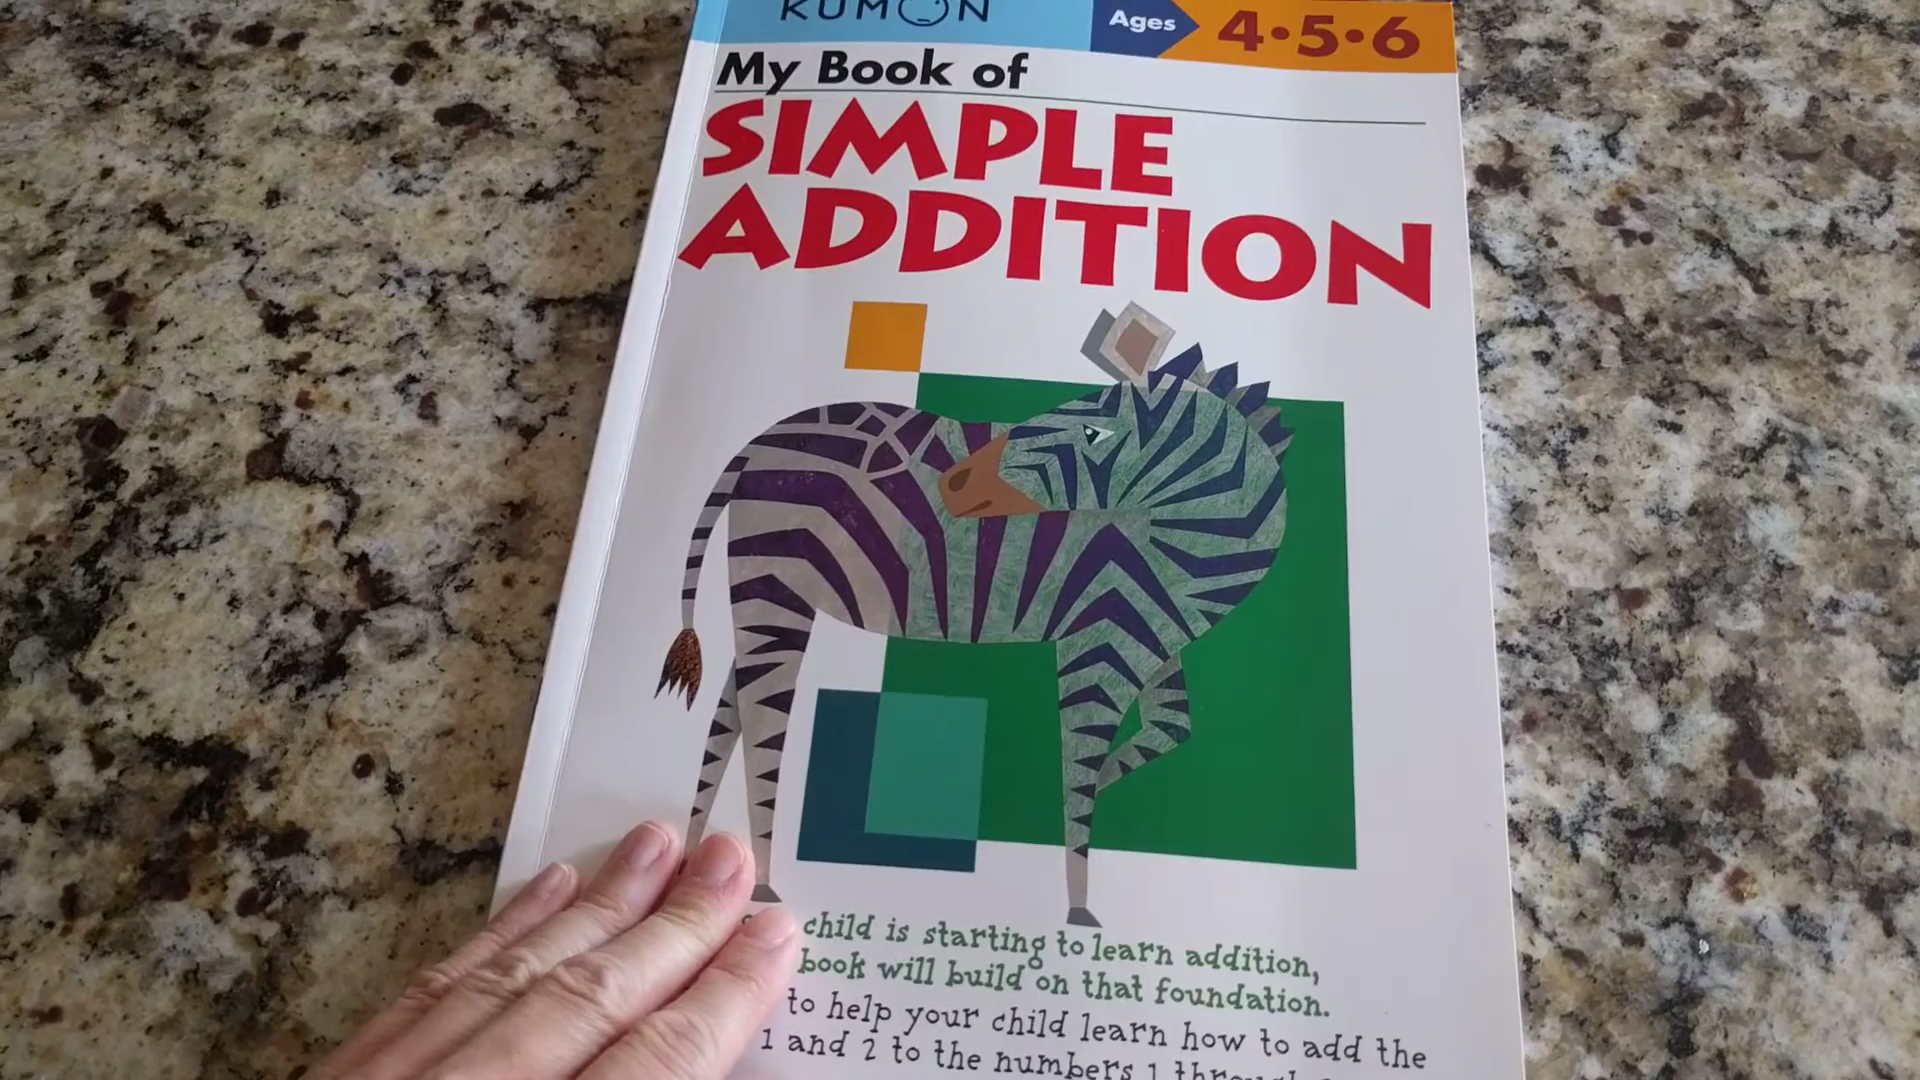 KUMON
Ages 4•5•6
My Book of
SIMPLE
ADDITION
child is starting to learn addition,
book will build on that foundation.
to help your child learn how to add the
1 and 2 to the numbers 1